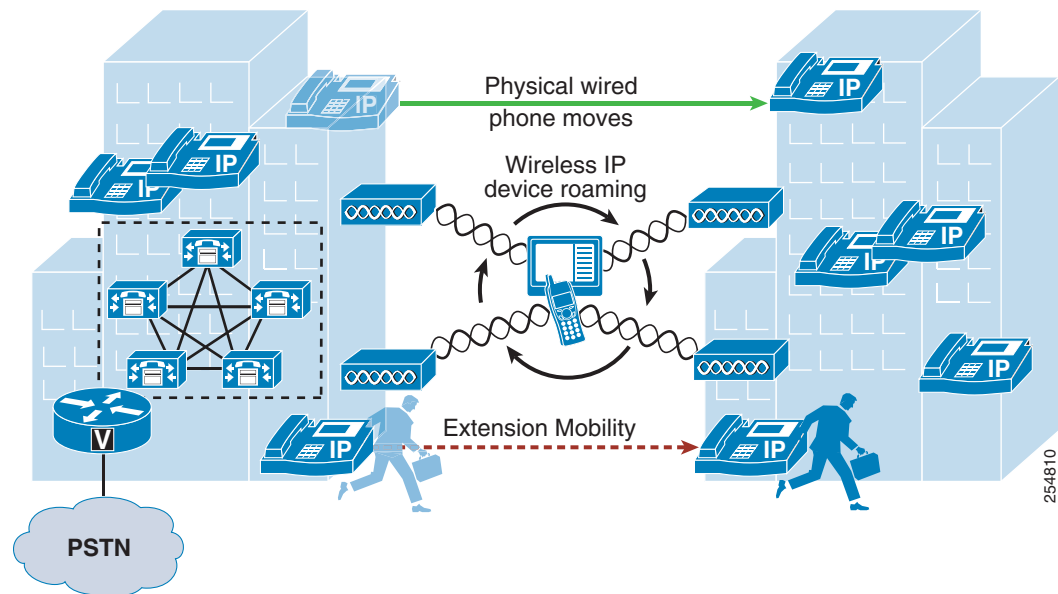 IP
Physical wired
phone moves
IP
IP
IP
Wireless IP
device roaming
IP
IP
IP
V
IP
Extension Mobility
IP
PSTN
254810